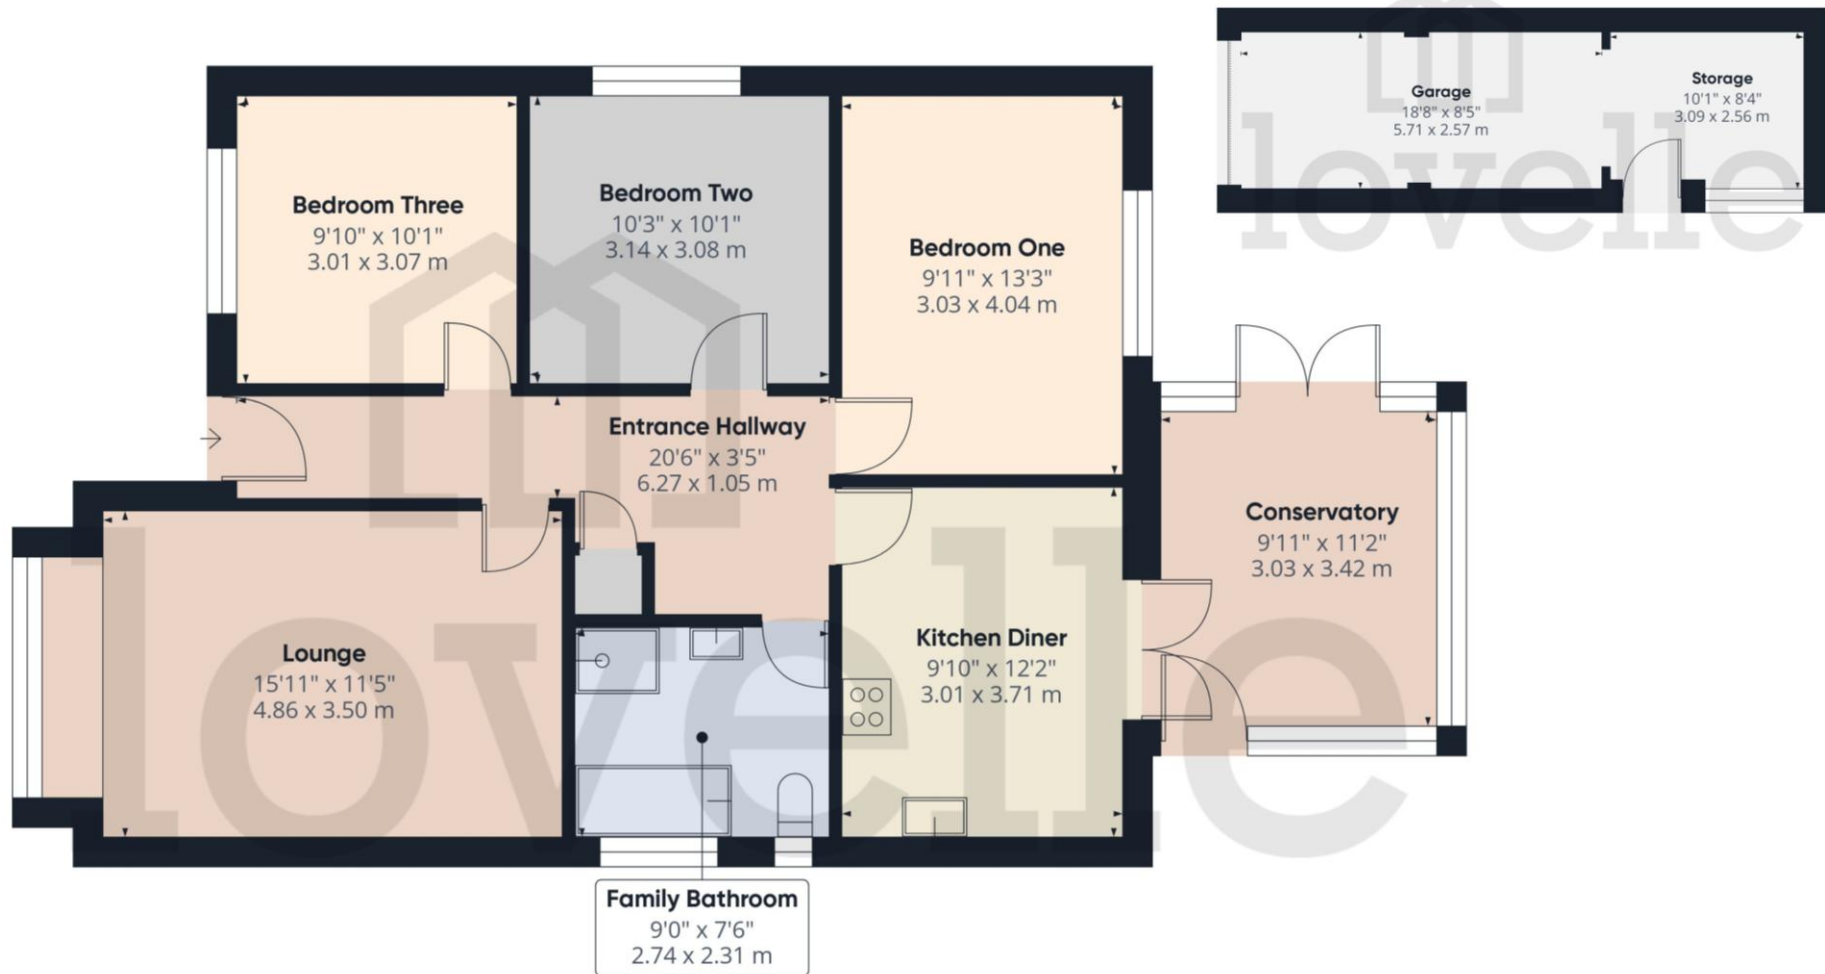 Garage
18'8" x 8'5"
5.71 x 2.57 m
Storage
10'1" x 8'4"
3.09 x 2.56 m
lovelle
Bedroom Three
9'10" x 10'1"
3.01 x 3.07 m
Bedroom Two
10'3" x 10'1"
3.14 x 3.08 m
Bedroom One
9'11" x 13'3"
3.03 x 4.04 m
Entrance Hallway
20'6" x 3'5"
6.27 x 1.05 m
Conservatory
9'11" x 11'2"
3.03 x 3.42 m
Lounge
15'11" x 11'5"
4.86 x 3.50 m
Kitchen Diner
9'10" x 12'2"
3.01 x 3.71 m
lovelle
Family Bathroom
9'0" x 7'6"
2.74 x 2.31 m